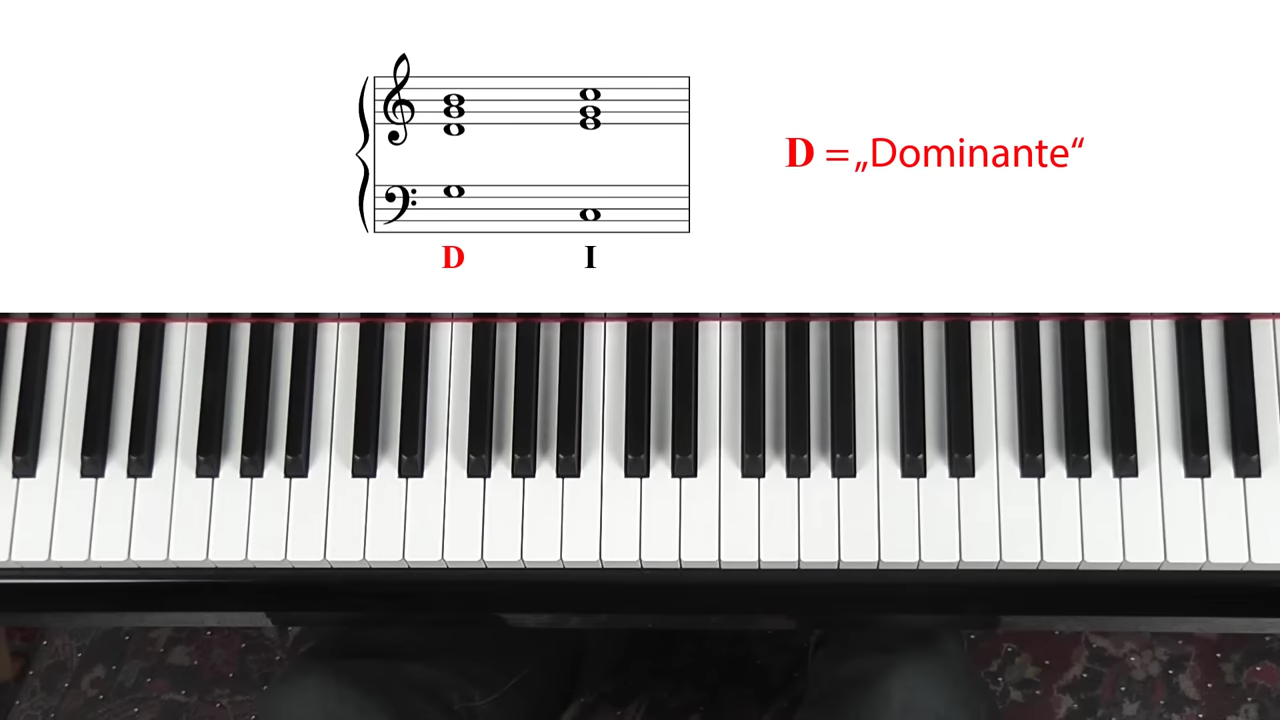 D = „Dominante“
D I